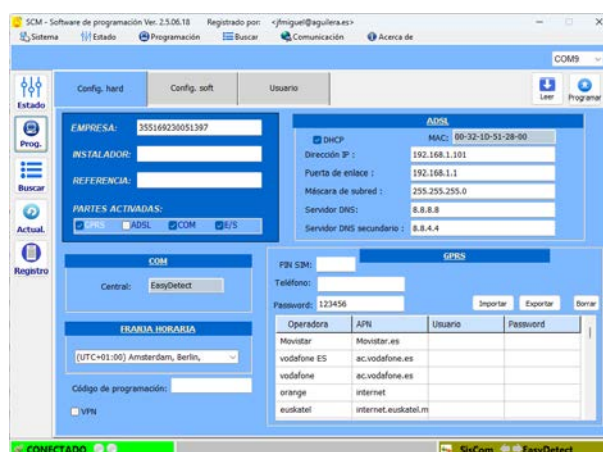 SCM - Software de programación Ver. 2.5.06.18 Registrado por: <jfmiguel@aguilera.es>
Sistema Estado Programación Buscar Comunicación Acerca de
COM9
Estado
Prog.
Buscar
Actual.
Registro
Config. hard Config. soft Usuario
Leer Programar
EMPRESA: 355169230051397
INSTALADOR:
REFERENCIA:
PARTES ACTIVADAS:
GPRS ADSL COM E/S
ADSL
DHCP MAC: 00-32-1D-51-28-00
Dirección IP : 192.168.1.101
Puerta de enlace : 192.168.1.1
Máscara de subred : 255.255.255.0
Servidor DNS: 8.8.8.8
Servidor DNS secundario : 8.8.4.4
COM
Central: EasyDetect
FRANJA HORARIA
(UTC+01:00) Amsterdam, Berlin,
Código de programación:
VPN
GPRS
PIN SIM:
Teléfono:
Password: 123456 Importar Exportar Borrar
Operadora APN Usuario Password
Movistar Movistar.es
vodafone ES ac.vodafone.es
vodafone ac.vodafone.es
orange internet
euskatel internet.euskatel.m
CONECTADO SisCom EasyDetect